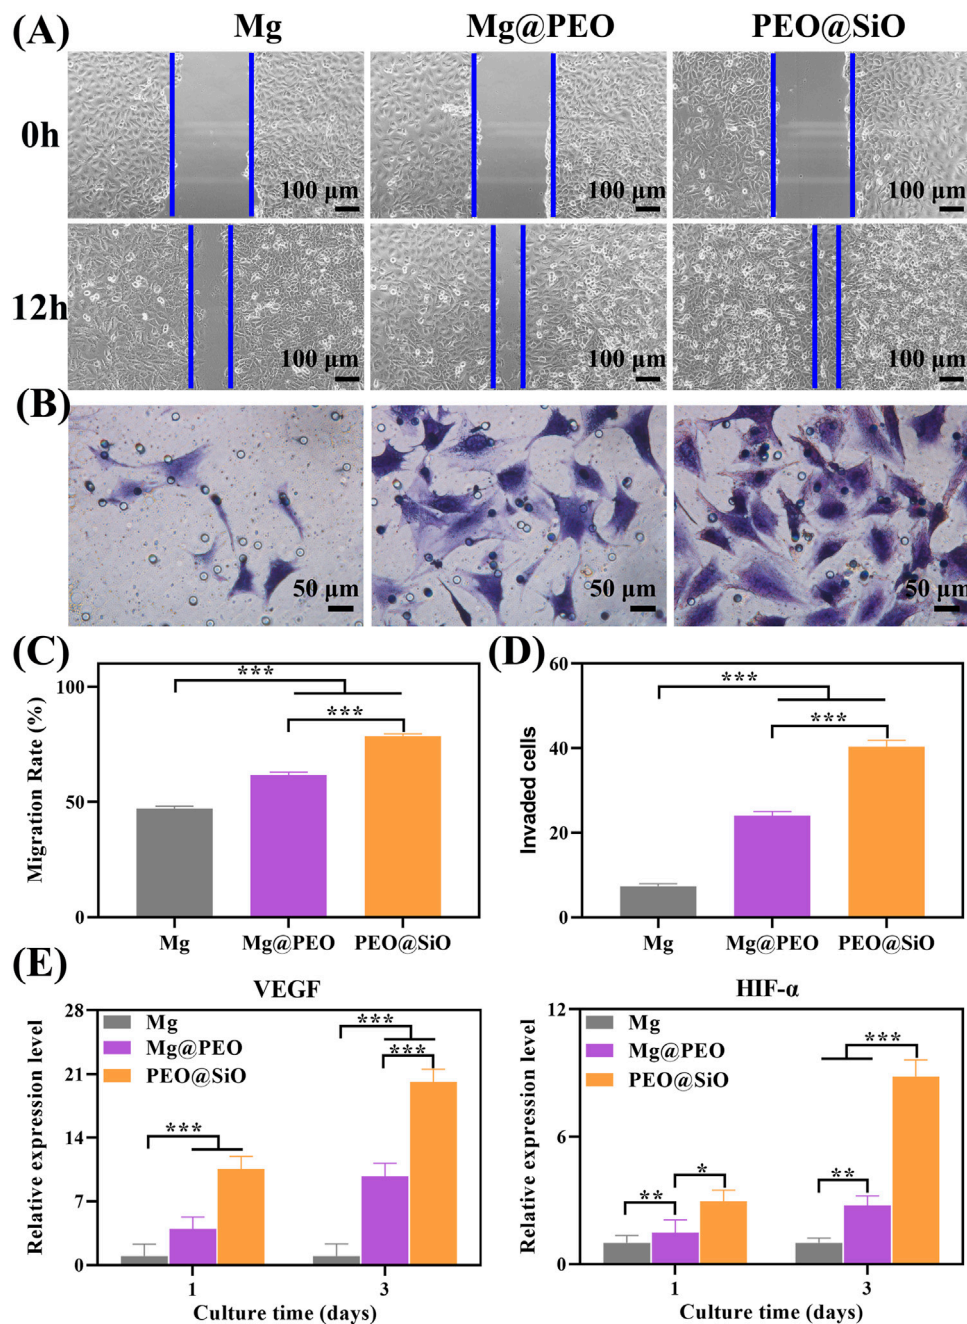 (A) Mg Mg@PEO PEO@SiO
0h
100 μm 100 μm 100 μm
12h
100 μm 100 μm 100 μm
(B)
50 μm 50 μm 50 μm
(C)
Migration Rate (%)
100
50
0
***
***
Mg Mg@PEO PEO@SiO
(D)
Invaded cells
60
40
20
0
***
***
Mg Mg@PEO PEO@SiO
(E)
VEGF
Relative expression level
28
21
14
7
0
Mg
Mg@PEO
PEO@SiO
***
***
***
1 3
Culture time (days)
HIF-α
Relative expression level
12
6
0
Mg
Mg@PEO
PEO@SiO
**
*
**
***
1 3
Culture time (days)